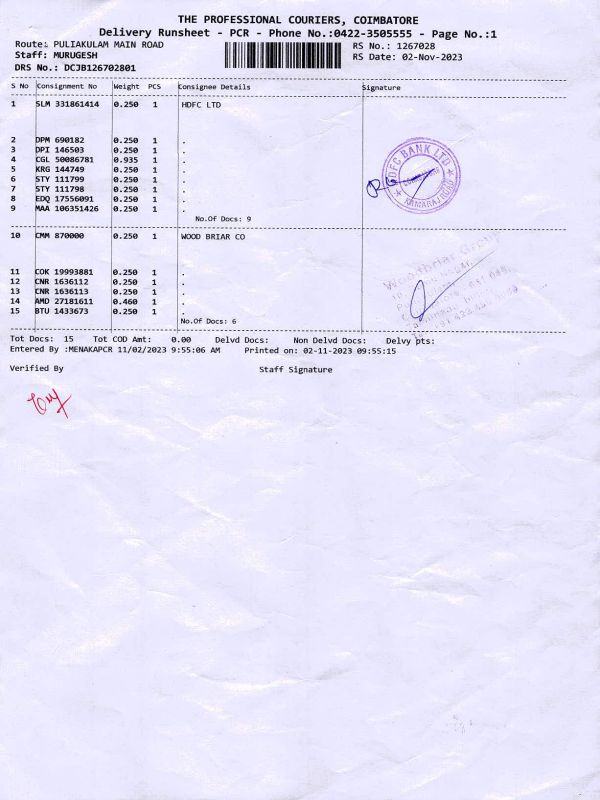 THE PROFESSIONAL COURIERS, COIMBATORE
Delivery Runsheet - PCR - Phone No.:0422-3505555 - Page No.:1
Route: PULIAKULAM MAIN ROAD RS No.: 1267028
Staff: MURUGESH RS Date: 02-Nov-2023
DRS No.: DCJB126702801
S No Consignment No Weight PCS Consignee Details Signature
1 SLM 331861414 0.250 1 HDFC LTD
2 DPM 690182 0.250 1 .
3 DPI 146503 0.250 1 .
4 CGL 50086781 0.935 1 .
5 KRG 144749 0.250 1 .
6 STY 111799 0.250 1 .
7 STY 111798 0.250 1 .
8 EDQ 17556091 0.250 1 .
9 MAA 106351426 0.250 1 .
No.Of Docs: 9
HDFC BANK LTD
KAMARAJ ROAD
10 CMM 870000 0.250 1 WOOD BRIAR CO
11 COK 19993881 0.250 1 .
12 CNR 1636112 0.250 1 .
13 CNR 1636113 0.250 1 .
14 AMD 27181611 0.460 1 .
15 BTU 1433673 0.250 1 .
No.Of Docs: 6
Woodbriar Group
Tot Docs: 15 Tot COD Amt: 0.00 Delvd Docs: Non Delvd Docs: Delvy pts:
Entered By :MENAKAPCR 11/02/2023 9:55:06 AM Printed on: 02-11-2023 09:55:15
Verified By Staff Signature